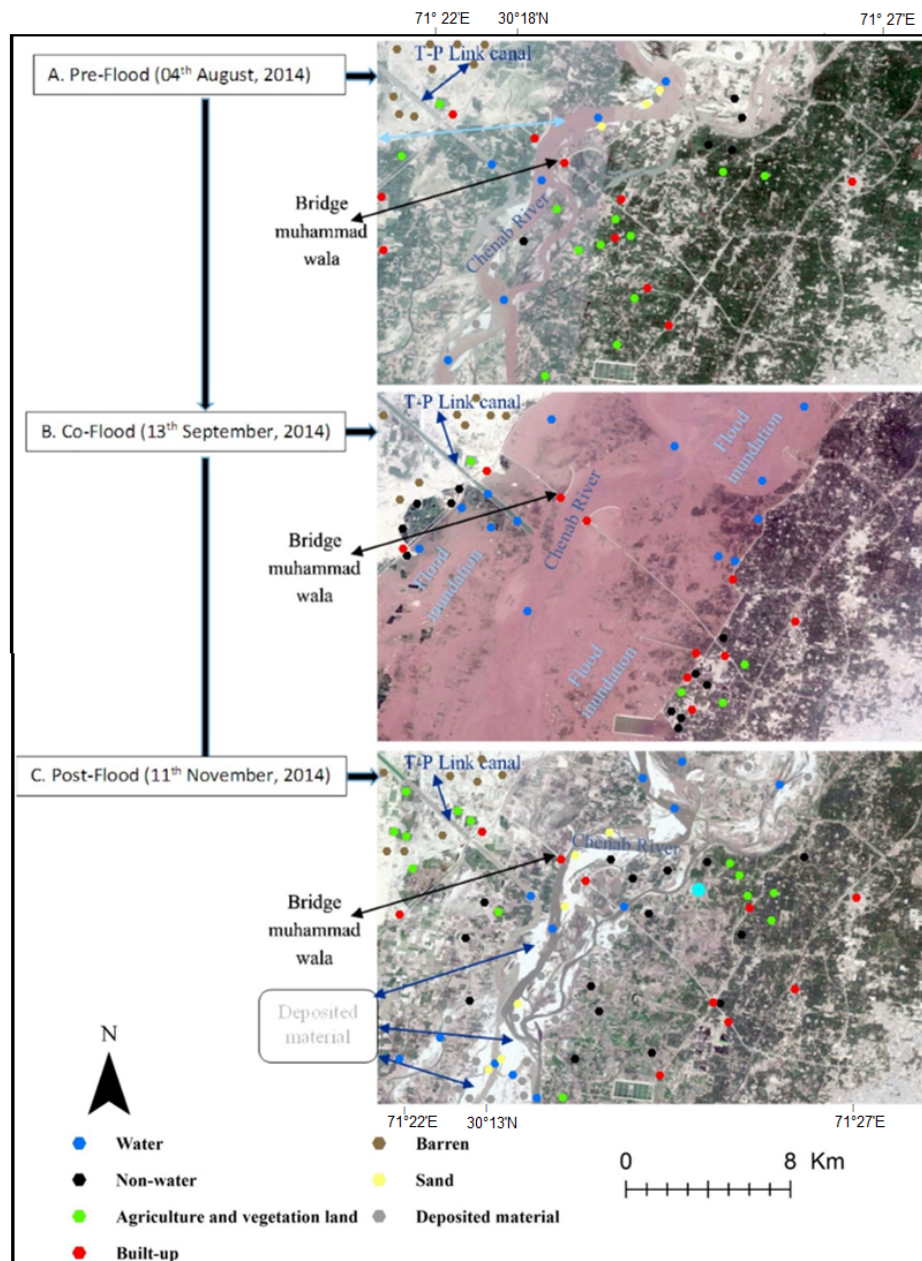 71° 22'E 30°18'N 71° 27'E
A. Pre-Flood (04th August, 2014)
T-P Link canal
Bridge
muhammad
wala
Chenab River
B. Co-Flood (13th September, 2014)
T-P Link canal
Flood
inundation
Chenab River
Bridge
muhammad
wala
Flood
inundation
Flood
inundation
C. Post-Flood (11th November, 2014)
T-P Link canal
Chenab River
Bridge
muhammad
wala
Deposited
material
N
71°22'E 30°13'N 71°27'E
Water
Non-water
Agriculture and vegetation land
Built-up
Barren
Sand
Deposited material
0 8 Km